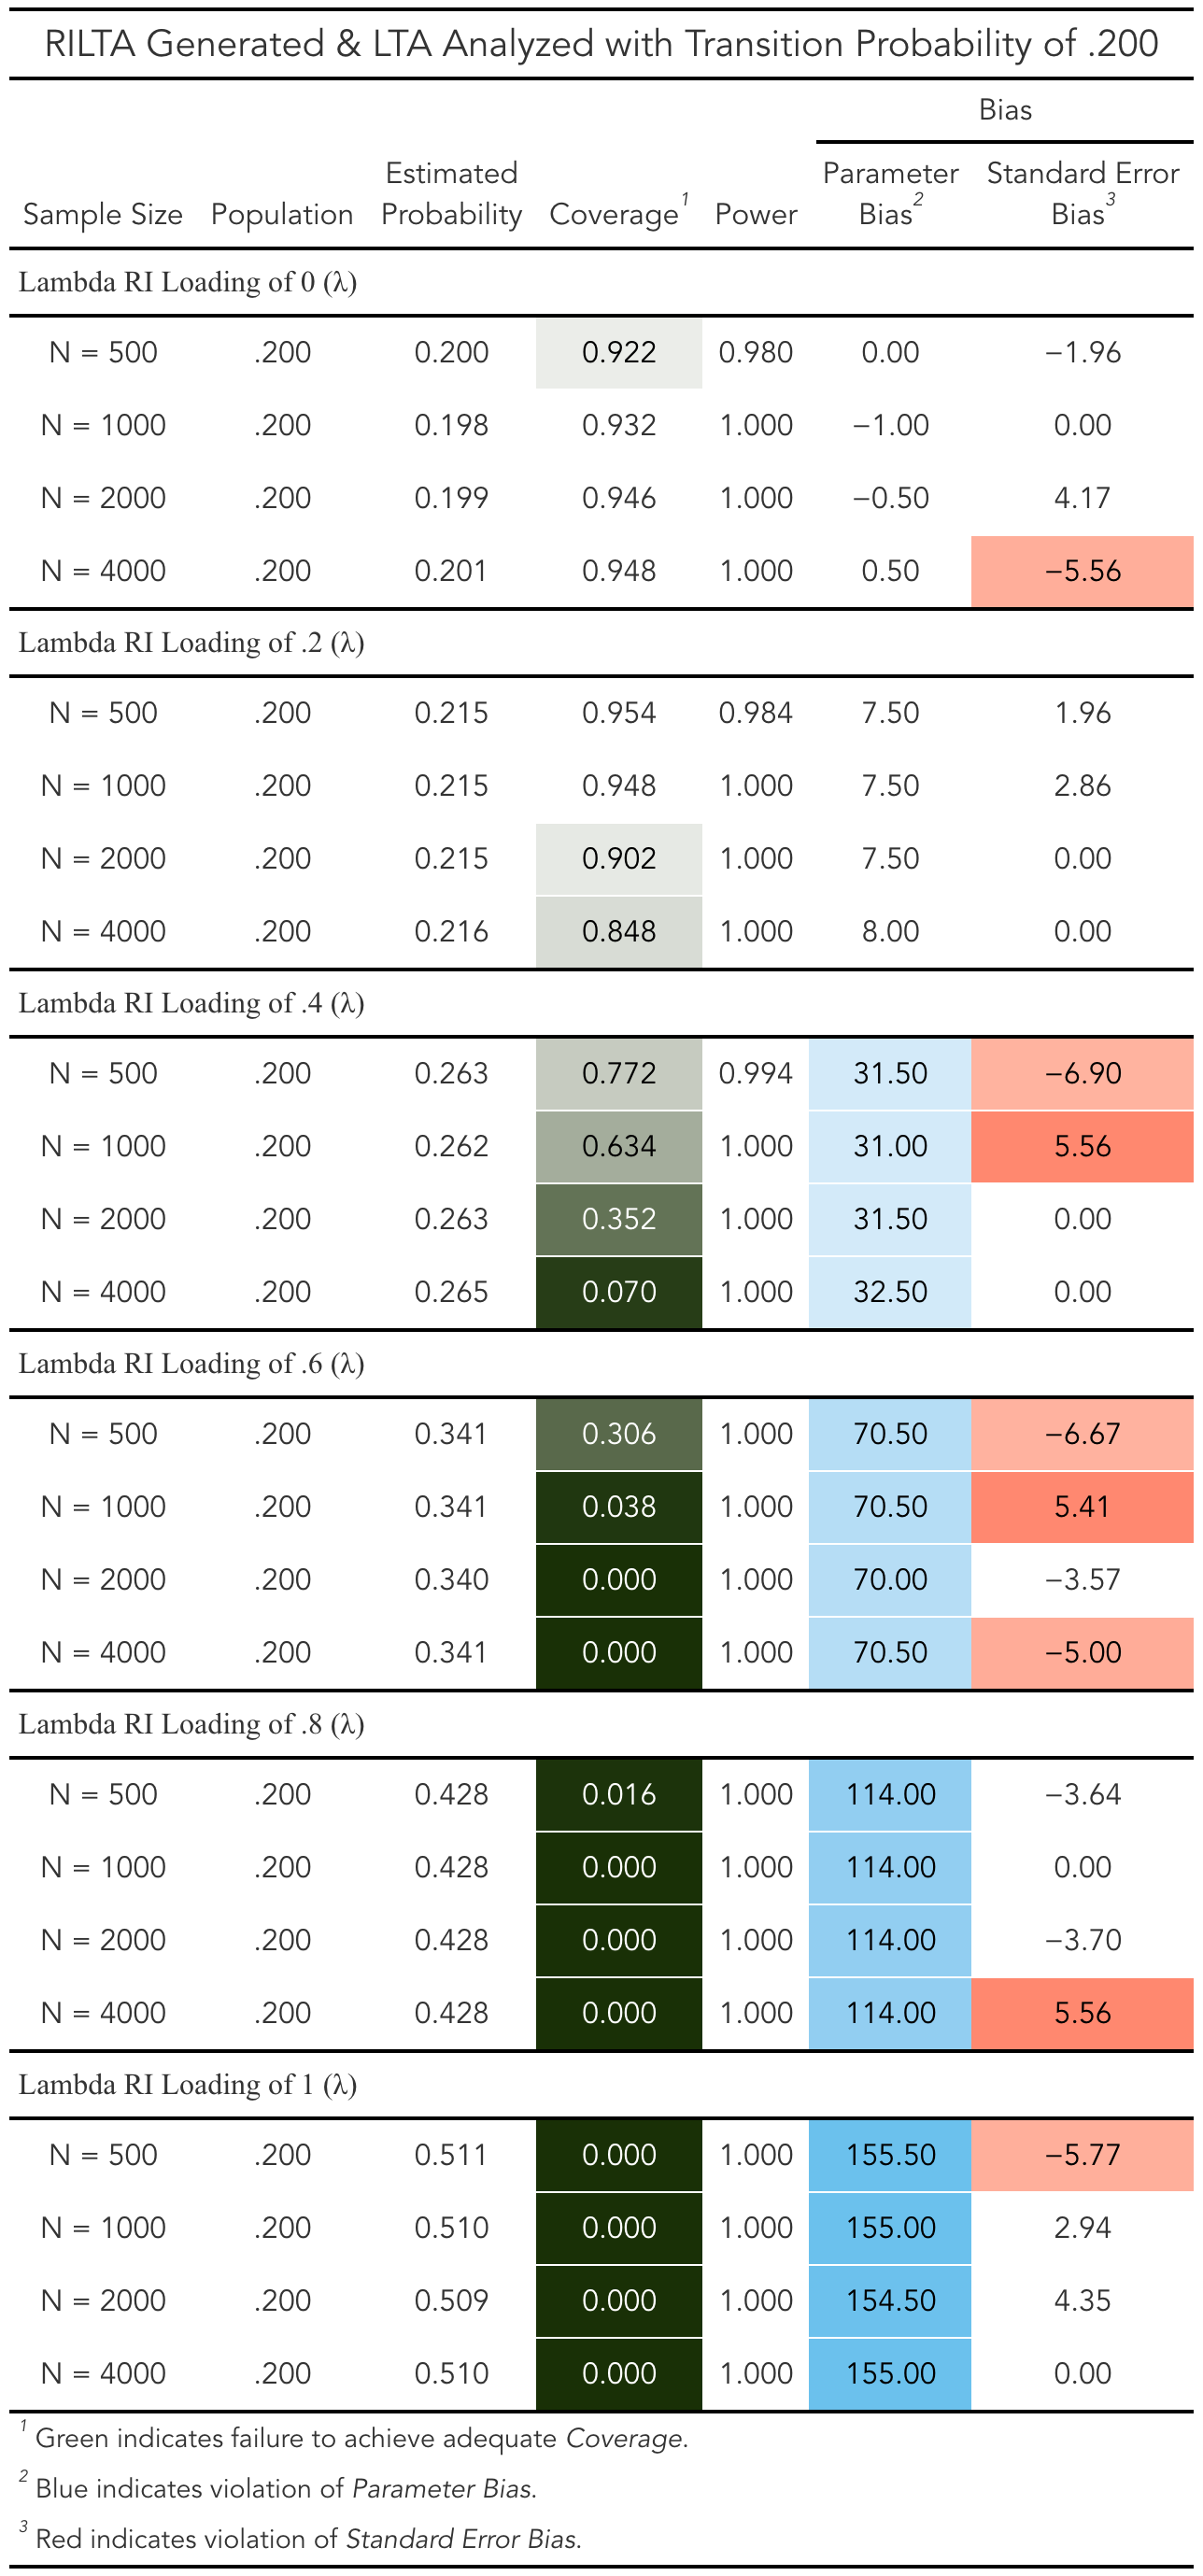 RILTA Generated & LTA Analyzed with Transition Probability of .200
Bias
Sample Size Population Estimated Probability Coverage¹ Power Parameter Bias² Standard Error Bias³
Lambda RI Loading of 0 (λ)
N = 500 .200 0.200 0.922 0.980 0.00 −1.96
N = 1000 .200 0.198 0.932 1.000 −1.00 0.00
N = 2000 .200 0.199 0.946 1.000 −0.50 4.17
N = 4000 .200 0.201 0.948 1.000 0.50 −5.56
Lambda RI Loading of .2 (λ)
N = 500 .200 0.215 0.954 0.984 7.50 1.96
N = 1000 .200 0.215 0.948 1.000 7.50 2.86
N = 2000 .200 0.215 0.902 1.000 7.50 0.00
N = 4000 .200 0.216 0.848 1.000 8.00 0.00
Lambda RI Loading of .4 (λ)
N = 500 .200 0.263 0.772 0.994 31.50 −6.90
N = 1000 .200 0.262 0.634 1.000 31.00 5.56
N = 2000 .200 0.263 0.352 1.000 31.50 0.00
N = 4000 .200 0.265 0.070 1.000 32.50 0.00
Lambda RI Loading of .6 (λ)
N = 500 .200 0.341 0.306 1.000 70.50 −6.67
N = 1000 .200 0.341 0.038 1.000 70.50 5.41
N = 2000 .200 0.340 0.000 1.000 70.00 −3.57
N = 4000 .200 0.341 0.000 1.000 70.50 −5.00
Lambda RI Loading of .8 (λ)
N = 500 .200 0.428 0.016 1.000 114.00 −3.64
N = 1000 .200 0.428 0.000 1.000 114.00 0.00
N = 2000 .200 0.428 0.000 1.000 114.00 −3.70
N = 4000 .200 0.428 0.000 1.000 114.00 5.56
Lambda RI Loading of 1 (λ)
N = 500 .200 0.511 0.000 1.000 155.50 −5.77
N = 1000 .200 0.510 0.000 1.000 155.00 2.94
N = 2000 .200 0.509 0.000 1.000 154.50 4.35
N = 4000 .200 0.510 0.000 1.000 155.00 0.00
¹ Green indicates failure to achieve adequate Coverage.
² Blue indicates violation of Parameter Bias.
³ Red indicates violation of Standard Error Bias.